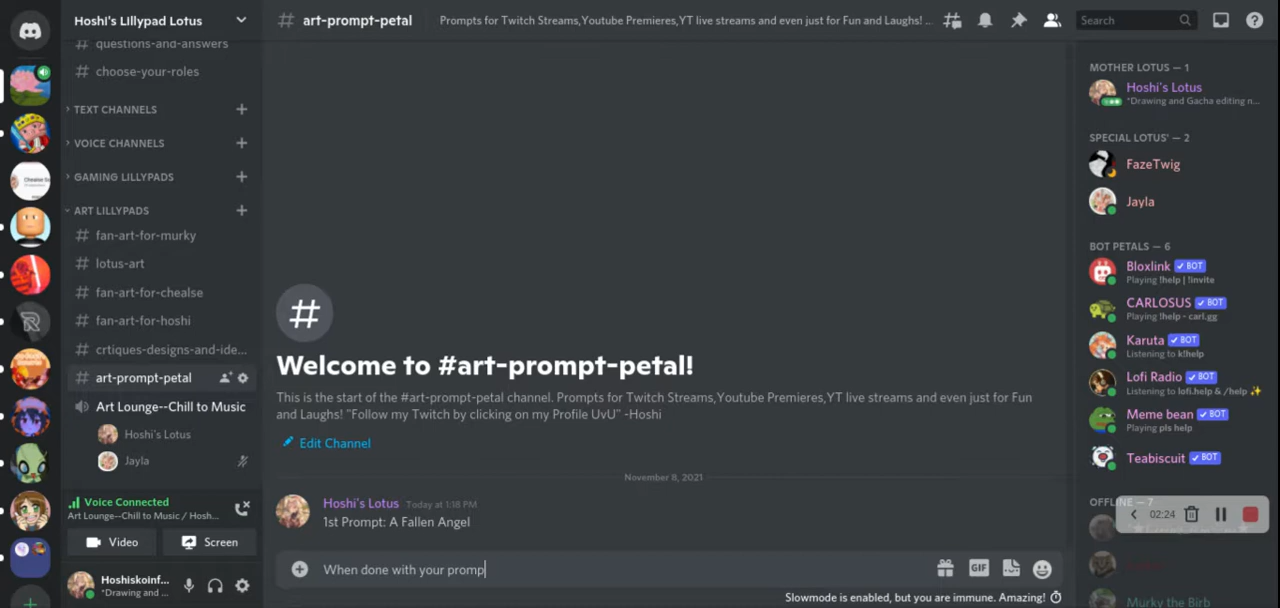 Hoshi's Lillypad Lotus
questions-and-answers
choose-your-roles
TEXT CHANNELS
VOICE CHANNELS
GAMING LILLYPADS
ART LILLYPADS
fan-art-for-murky
lotus-art
fan-art-for-chealse
fan-art-for-hoshi
crtiques-designs-and-ide...
art-prompt-petal
Art Lounge--Chill to Music
Hoshi's Lotus
Jayla
Voice Connected
Art Lounge--Chill to Music / Hosh...
Video Screen
Hoshiskoinf...
*Drawing and ...
# art-prompt-petal Prompts for Twitch Streams,Youtube Premieres,YT live streams and even just for Fun and Laughs! ...
Search
#
Welcome to #art-prompt-petal!
This is the start of the #art-prompt-petal channel. Prompts for Twitch Streams,Youtube Premieres,YT live streams and even just for Fun
and Laughs! "Follow my Twitch by clicking on my Profile UvU" -Hoshi
Edit Channel
November 8, 2021
Hoshi's Lotus Today at 1:18 PM
1st Prompt: A Fallen Angel
When done with your promp
GIF
Slowmode is enabled, but you are immune. Amazing!
MOTHER LOTUS — 1
Hoshi's Lotus
*Drawing and Gacha editing n...
SPECIAL LOTUS' — 2
FazeTwig
Jayla
BOT PETALS — 6
Bloxlink ✓ BOT
Playing !help | !invite
CARLOSUS ✓ BOT
Playing !help - carl.gg
Karuta ✓ BOT
Listening to k!help
Lofi Radio ✓ BOT
Listening to lofi.help & /help ✨
Meme bean ✓ BOT
Playing pls help
Teabiscuit ✓ BOT
OFFLINE — 7
02:24
Murky the Birb